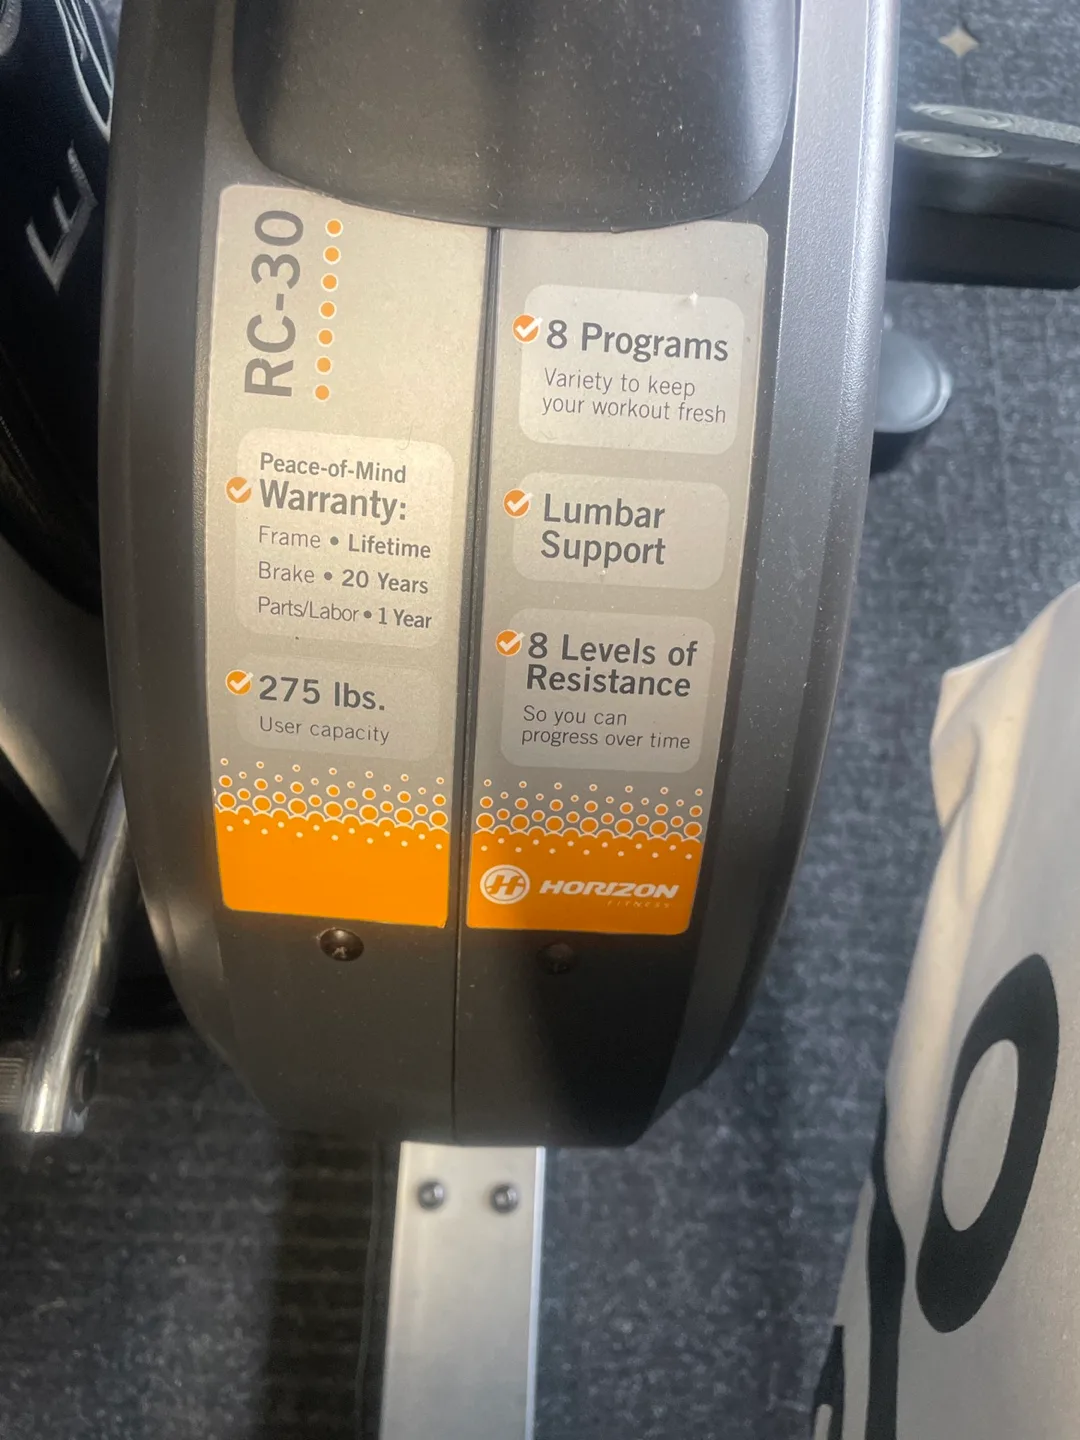 RC-30
Peace-of-Mind
Warranty:
Frame • Lifetime
Brake • 20 Years
Parts/Labor • 1 Year
275 lbs.
User capacity
8 Programs
Variety to keep
your workout fresh
Lumbar
Support
8 Levels of
Resistance
So you can
progress over time
HORIZON
FITNESS